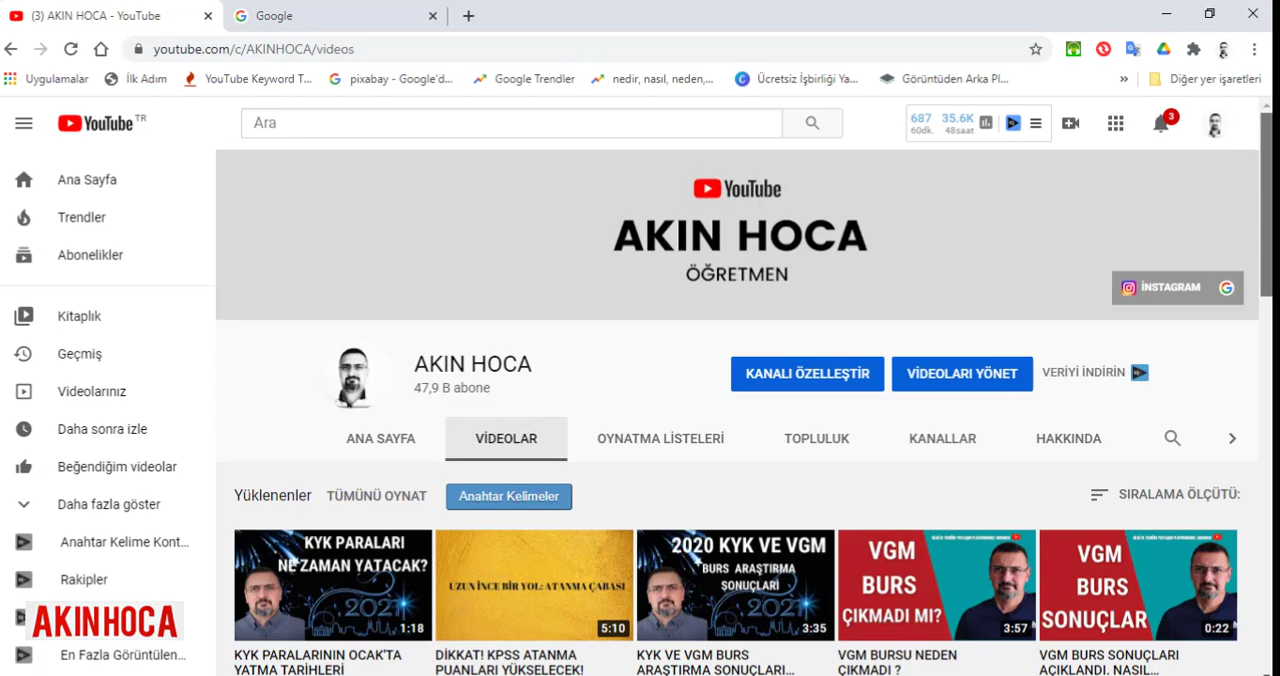 (3) AKIN HOCA - YouTube
Google
youtube.com/c/AKINHOCA/videos
Uygulamalar
İlk Adım
YouTube Keyword T...
pixabay - Google'd...
Google Trendler
nedir, nasıl, neden,...
Ücretsiz İşbirliği Ya...
Görüntüden Arka Pl...
»
Diğer yer işaretleri
YouTube TR
Ara
687
60dk.
35.6K
48saat
3
Ana Sayfa
Trendler
Abonelikler
Kitaplık
Geçmiş
Videolarınız
Daha sonra izle
Beğendiğim videolar
Daha fazla göster
Anahtar Kelime Kont...
Rakipler
AKINHOCA
En Fazla Görüntülen...
YouTube
AKIN HOCA
ÖĞRETMEN
İNSTAGRAM
AKIN HOCA
47,9 B abone
KANALI ÖZELLEŞTİR
VİDEOLARI YÖNET
VERİYİ İNDİRİN
ANA SAYFA
VİDEOLAR
OYNATMA LİSTELERİ
TOPLULUK
KANALLAR
HAKKINDA
Yüklenenler
TÜMÜNÜ OYNAT
Anahtar Kelimeler
SIRALAMA ÖLÇÜTÜ:
KYK PARALARI
NE ZAMAN YATACAK?
2021
1:18
KYK PARALARININ OCAK'TA
YATMA TARİHLERİ
UZUN İNCE BİR YOL: ATANMA ÇABASI
5:10
DİKKAT! KPSS ATANMA
PUANLARI YÜKSELECEK!
2020 KYK VE VGM
BURS ARAŞTIRMA
SONUÇLARI
2021
3:35
KYK VE VGM BURS
ARAŞTIRMA SONUÇLARI...
VGM
BURS
ÇIKMADI MI?
3:57
VGM BURSU NEDEN
ÇIKMADI ?
VGM
BURS
SONUÇLAR
0:22
VGM BURS SONUÇLARI
AÇIKLANDI. NASIL...